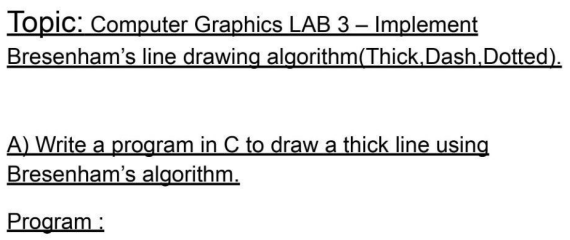 Topic: Computer Graphics LAB 3 – Implement
Bresenham’s line drawing algorithm(Thick,Dash,Dotted).
A) Write a program in C to draw a thick line using
Bresenham’s algorithm.
Program :